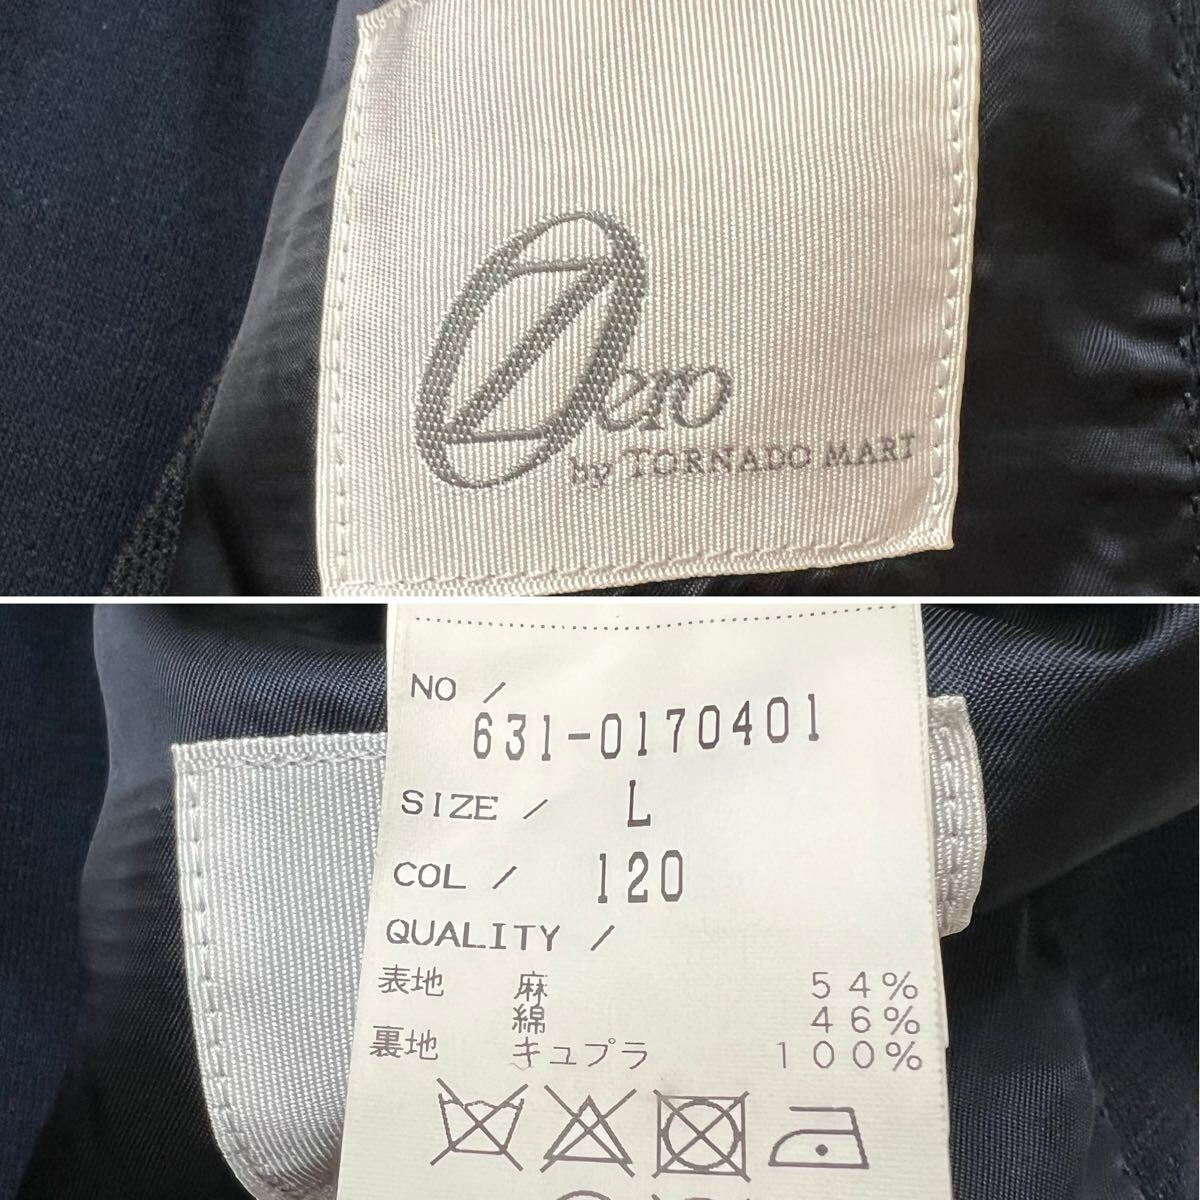 Zero
by TORNADO MART
NO /
631-0170401
SIZE / L
COL / 120
QUALITY /
表地 麻 54%
綿 46%
裏地 キュプラ 100%